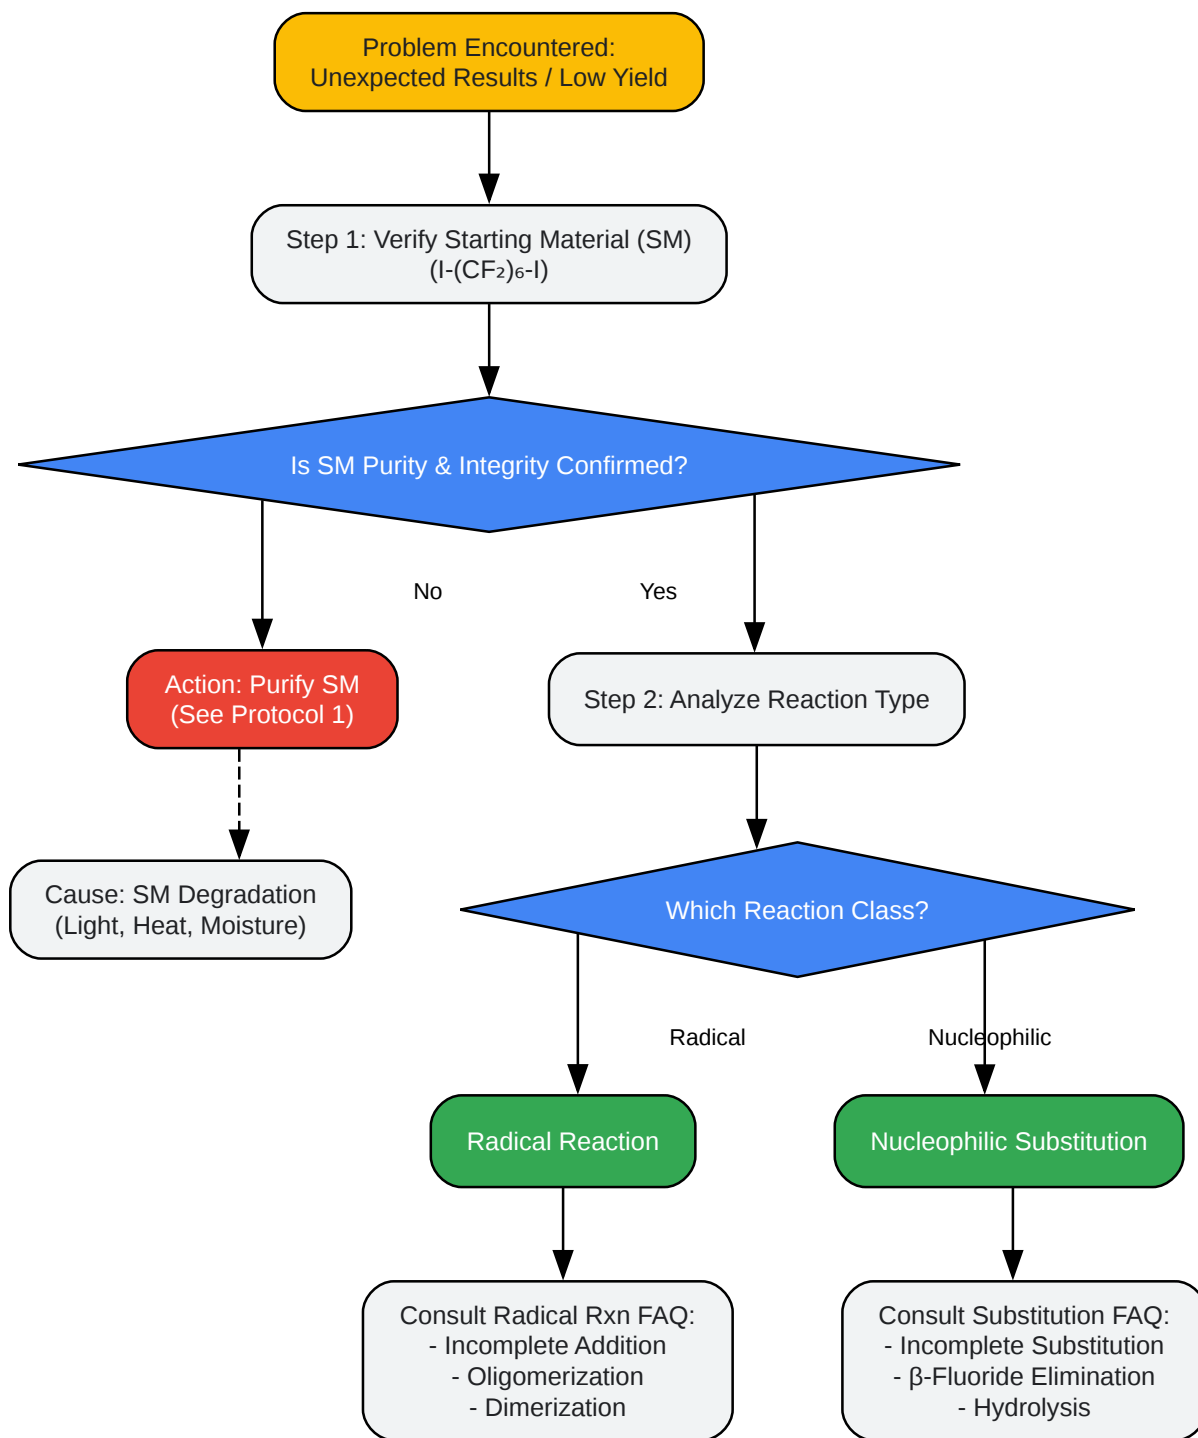 Problem Encountered:
Unexpected Results / Low Yield
Step 1: Verify Starting Material (SM)
(I-(CF₂)₆-I)
Is SM Purity & Integrity Confirmed?
No
Yes
Action: Purify SM
(See Protocol 1)
Step 2: Analyze Reaction Type
Cause: SM Degradation
(Light, Heat, Moisture)
Which Reaction Class?
Radical
Nucleophilic
Radical Reaction
Nucleophilic Substitution
Consult Radical Rxn FAQ:
- Incomplete Addition
- Oligomerization
- Dimerization
Consult Substitution FAQ:
- Incomplete Substitution
- β-Fluoride Elimination
- Hydrolysis